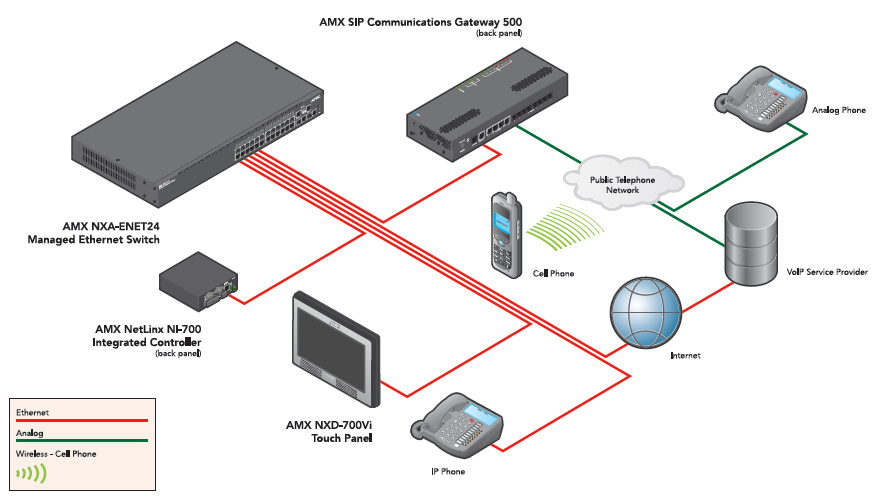 AMX SIP Communications Gateway 500
(back panel)
Analog Phone
Public Telephone
Network
AMX NXA-ENET24
Managed Ethernet Switch
Cell Phone
VoIP Service Provider
AMX NetLinx NI-700
Integrated Controller
(back panel)
Internet
AMX NXD-700Vi
Touch Panel
IP Phone
Ethernet
Analog
Wireless - Cell Phone